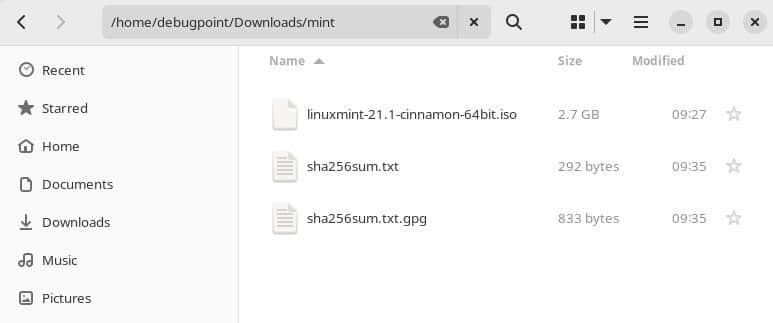 /home/debugpoint/Downloads/mint
Name Size Modified
Recent
Starred
Home
Documents
Downloads
Music
Pictures
linuxmint-21.1-cinnamon-64bit.iso 2.7 GB 09:27
sha256sum.txt 292 bytes 09:35
sha256sum.txt.gpg 833 bytes 09:35